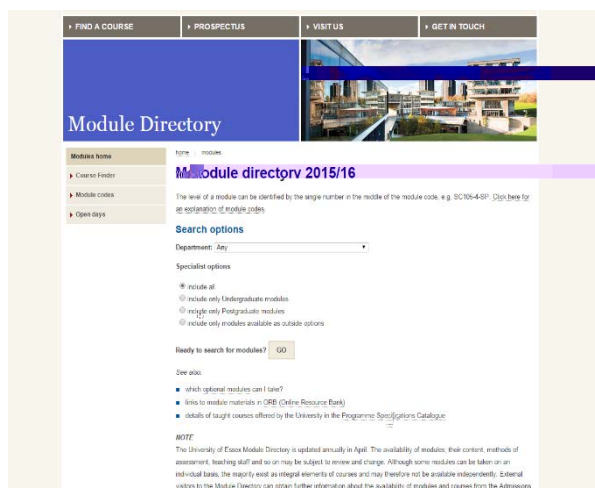 FIND A COURSE
PROSPECTUS
VISIT US
GET IN TOUCH
Module Directory
Modules home
Course Finder
Module codes
Open days
home modules
Module directory 2015/16
The level of a module can be identified by the single number in the middle of the module code, e.g. SC105-4-SP. Click here for
an explanation of module codes.
Search options
Department: Any
Specialist options
include all
include only Undergraduate modules
include only Postgraduate modules
include only modules available as outside options
Ready to search for modules? GO
See also:
which optional modules can I take?
links to module materials in ORB (Online Resource Bank)
details of taught courses offered by the University in the Programme Specifications Catalogue
NOTE
The University of Essex Module Directory is updated annually in April. The availability of modules, their content, methods of
assessment, teaching staff and so on may be subject to review and change. Although some modules can be taken on an
individual basis, the majority exist as integral elements of courses and may therefore not be available independently. External
visitors to the Module Directory can obtain further information about the availability of modules and courses from the Admissions